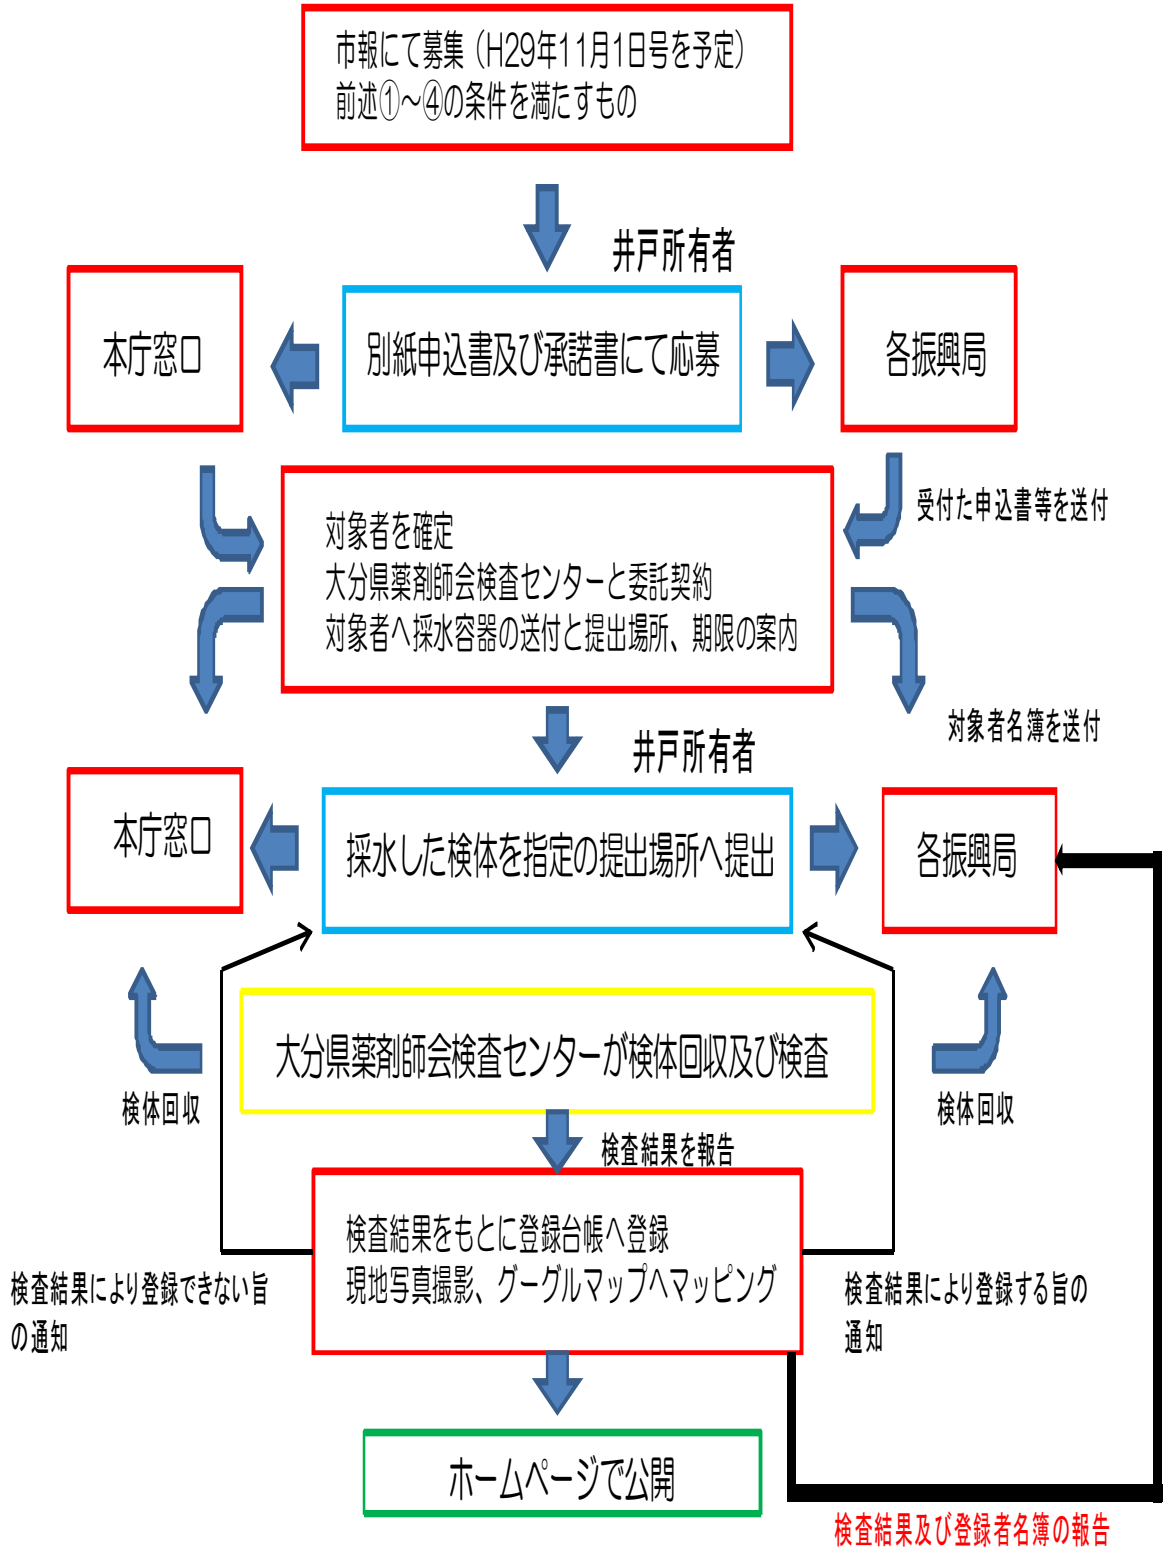 市報にて募集（H29年11月1日号を予定）
前述①～④の条件を満たすもの
井戸所有者
本庁窓口
別紙申込書及び承諾書にて応募
各振興局
受付た申込書等を送付
対象者を確定
大分県薬剤師会検査センターと委託契約
対象者へ採水容器の送付と提出場所、期限の案内
対象者名簿を送付
井戸所有者
本庁窓口
採水した検体を指定の提出場所へ提出
各振興局
大分県薬剤師会検査センターが検体回収及び検査
検体回収
検体回収
検査結果を報告
検査結果をもとに登録台帳へ登録
現地写真撮影、グーグルマップへマッピング
検査結果により登録できない旨
の通知
検査結果により登録する旨の
通知
ホームページで公開
検査結果及び登録者名簿の報告